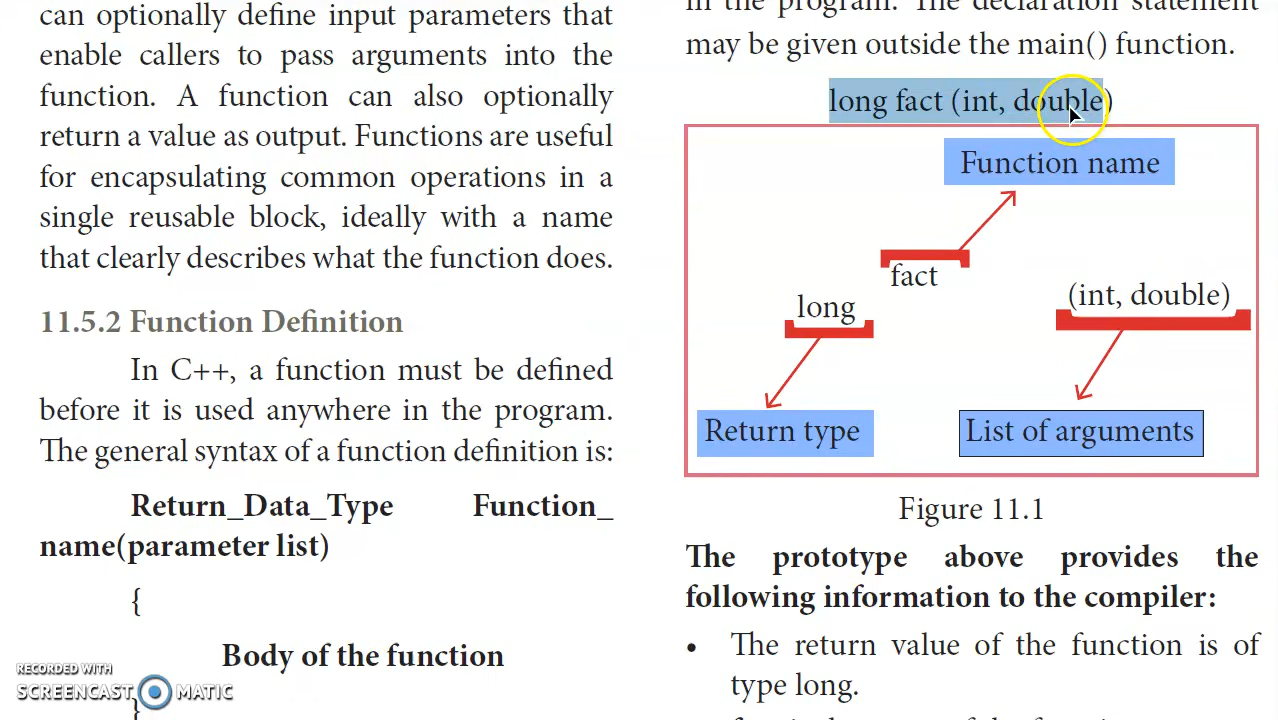 can optionally define input parameters that
enable callers to pass arguments into the
function. A function can also optionally
return a value as output. Functions are useful
for encapsulating common operations in a
single reusable block, ideally with a name
that clearly describes what the function does.
11.5.2 Function Definition
In C++, a function must be defined
before it is used anywhere in the program.
The general syntax of a function definition is:
Return_Data_Type Function_
name(parameter list)
{
Body of the function
}
in the program. The declaration statement
may be given outside the main() function.
long fact (int, double)
Function name
fact
(int, double)
long
Return type
List of arguments
Figure 11.1
The prototype above provides the
following information to the compiler:
• The return value of the function is of
type long.
RECORDED WITH
SCREENCAST MATIC